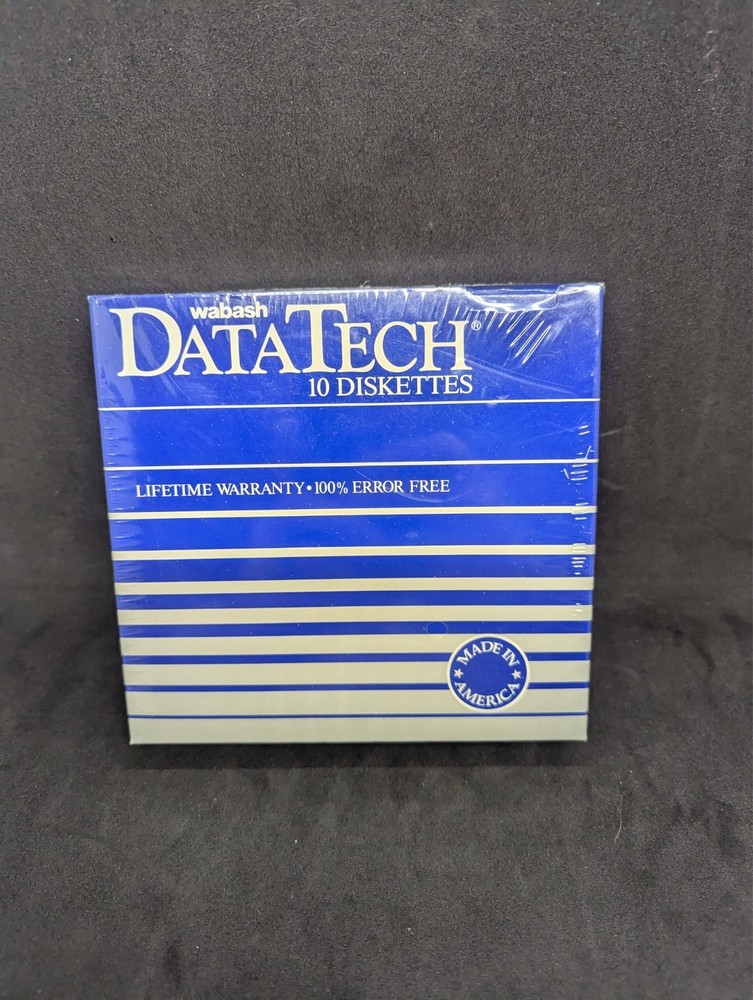 wabash
DATATECH®
10 DISKETTES
LIFETIME WARRANTY • 100% ERROR FREE
MADE IN
★ ★
AMERICA